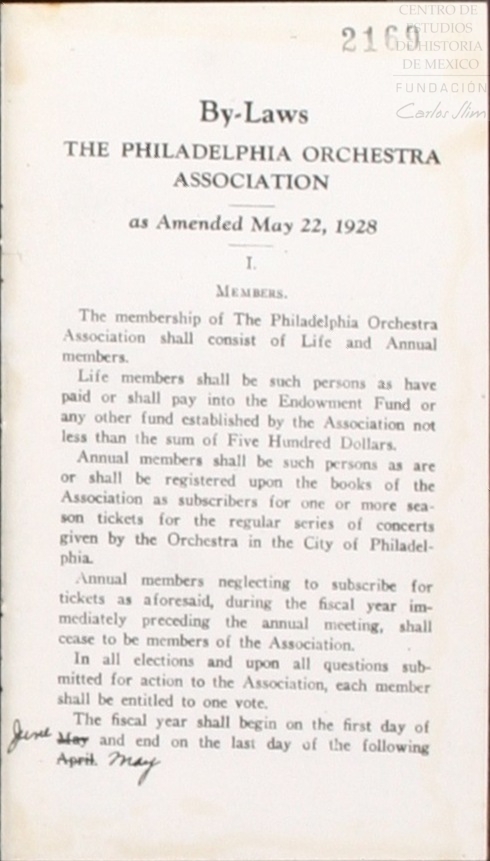 CENTRO DE
ESTUDIOS
DE HISTORIA
DE MEXICO
FUNDACIÓN
Carlos Slim
2169
By-Laws
THE PHILADELPHIA ORCHESTRA
ASSOCIATION
as Amended May 22, 1928
I.
MEMBERS.
The membership of The Philadelphia Orchestra
Association shall consist of Life and Annual
members.
Life members shall be such persons as have
paid or shall pay into the Endowment Fund or
any other fund established by the Association not
less than the sum of Five Hundred Dollars.
Annual members shall be such persons as are
or shall be registered upon the books of the
Association as subscribers for one or more sea-
son tickets for the regular series of concerts
given by the Orchestra in the City of Philadel-
phia.
Annual members neglecting to subscribe for
tickets as aforesaid, during the fiscal year im-
mediately preceding the annual meeting, shall
cease to be members of the Association.
In all elections and upon all questions sub-
mitted for action to the Association, each member
shall be entitled to one vote.
The fiscal year shall begin on the first day of
June May and end on the last day of the following
April. May